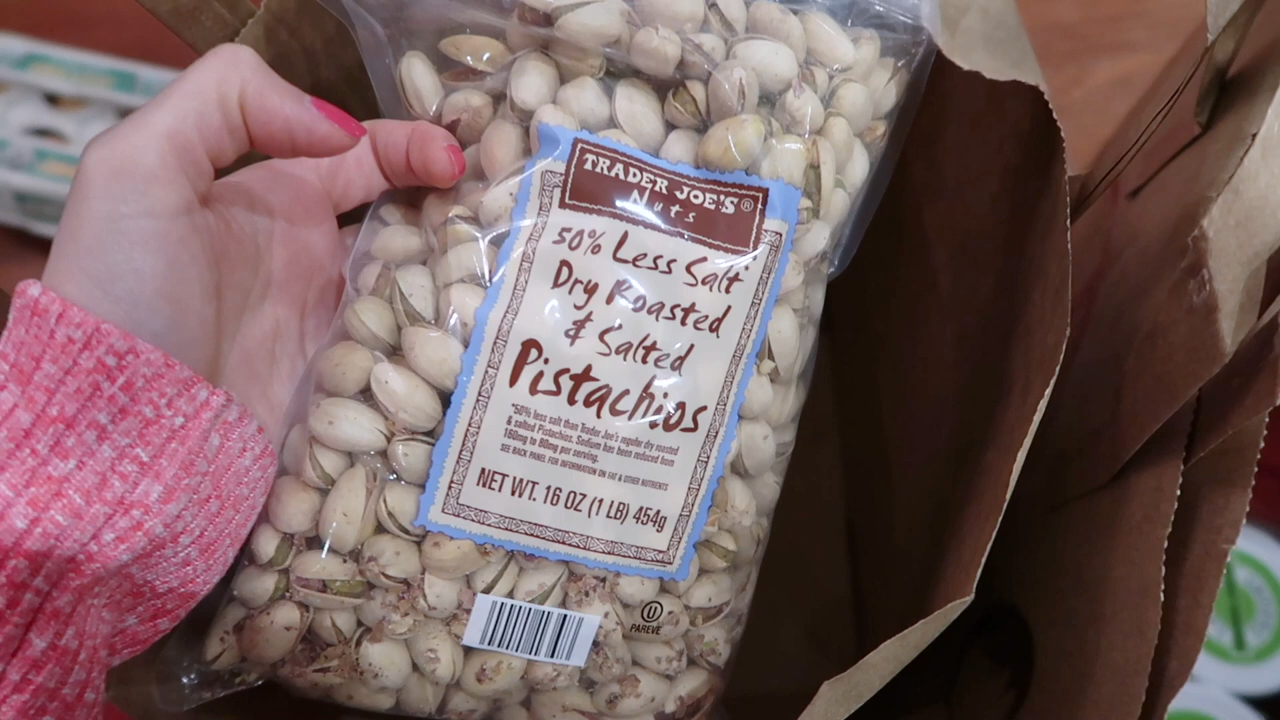 TRADER JOE'S®
Nuts
50% Less Salt*
Dry Roasted
& Salted
Pistachios
*50% less salt than Trader Joe's regular dry roasted
& salted Pistachios. Sodium has been reduced from
160mg to 80mg per serving.
SEE BACK PANEL FOR INFORMATION ON FAT & OTHER NUTRIENTS
NET WT. 16 OZ (1 LB) 454g
U
PAREVE